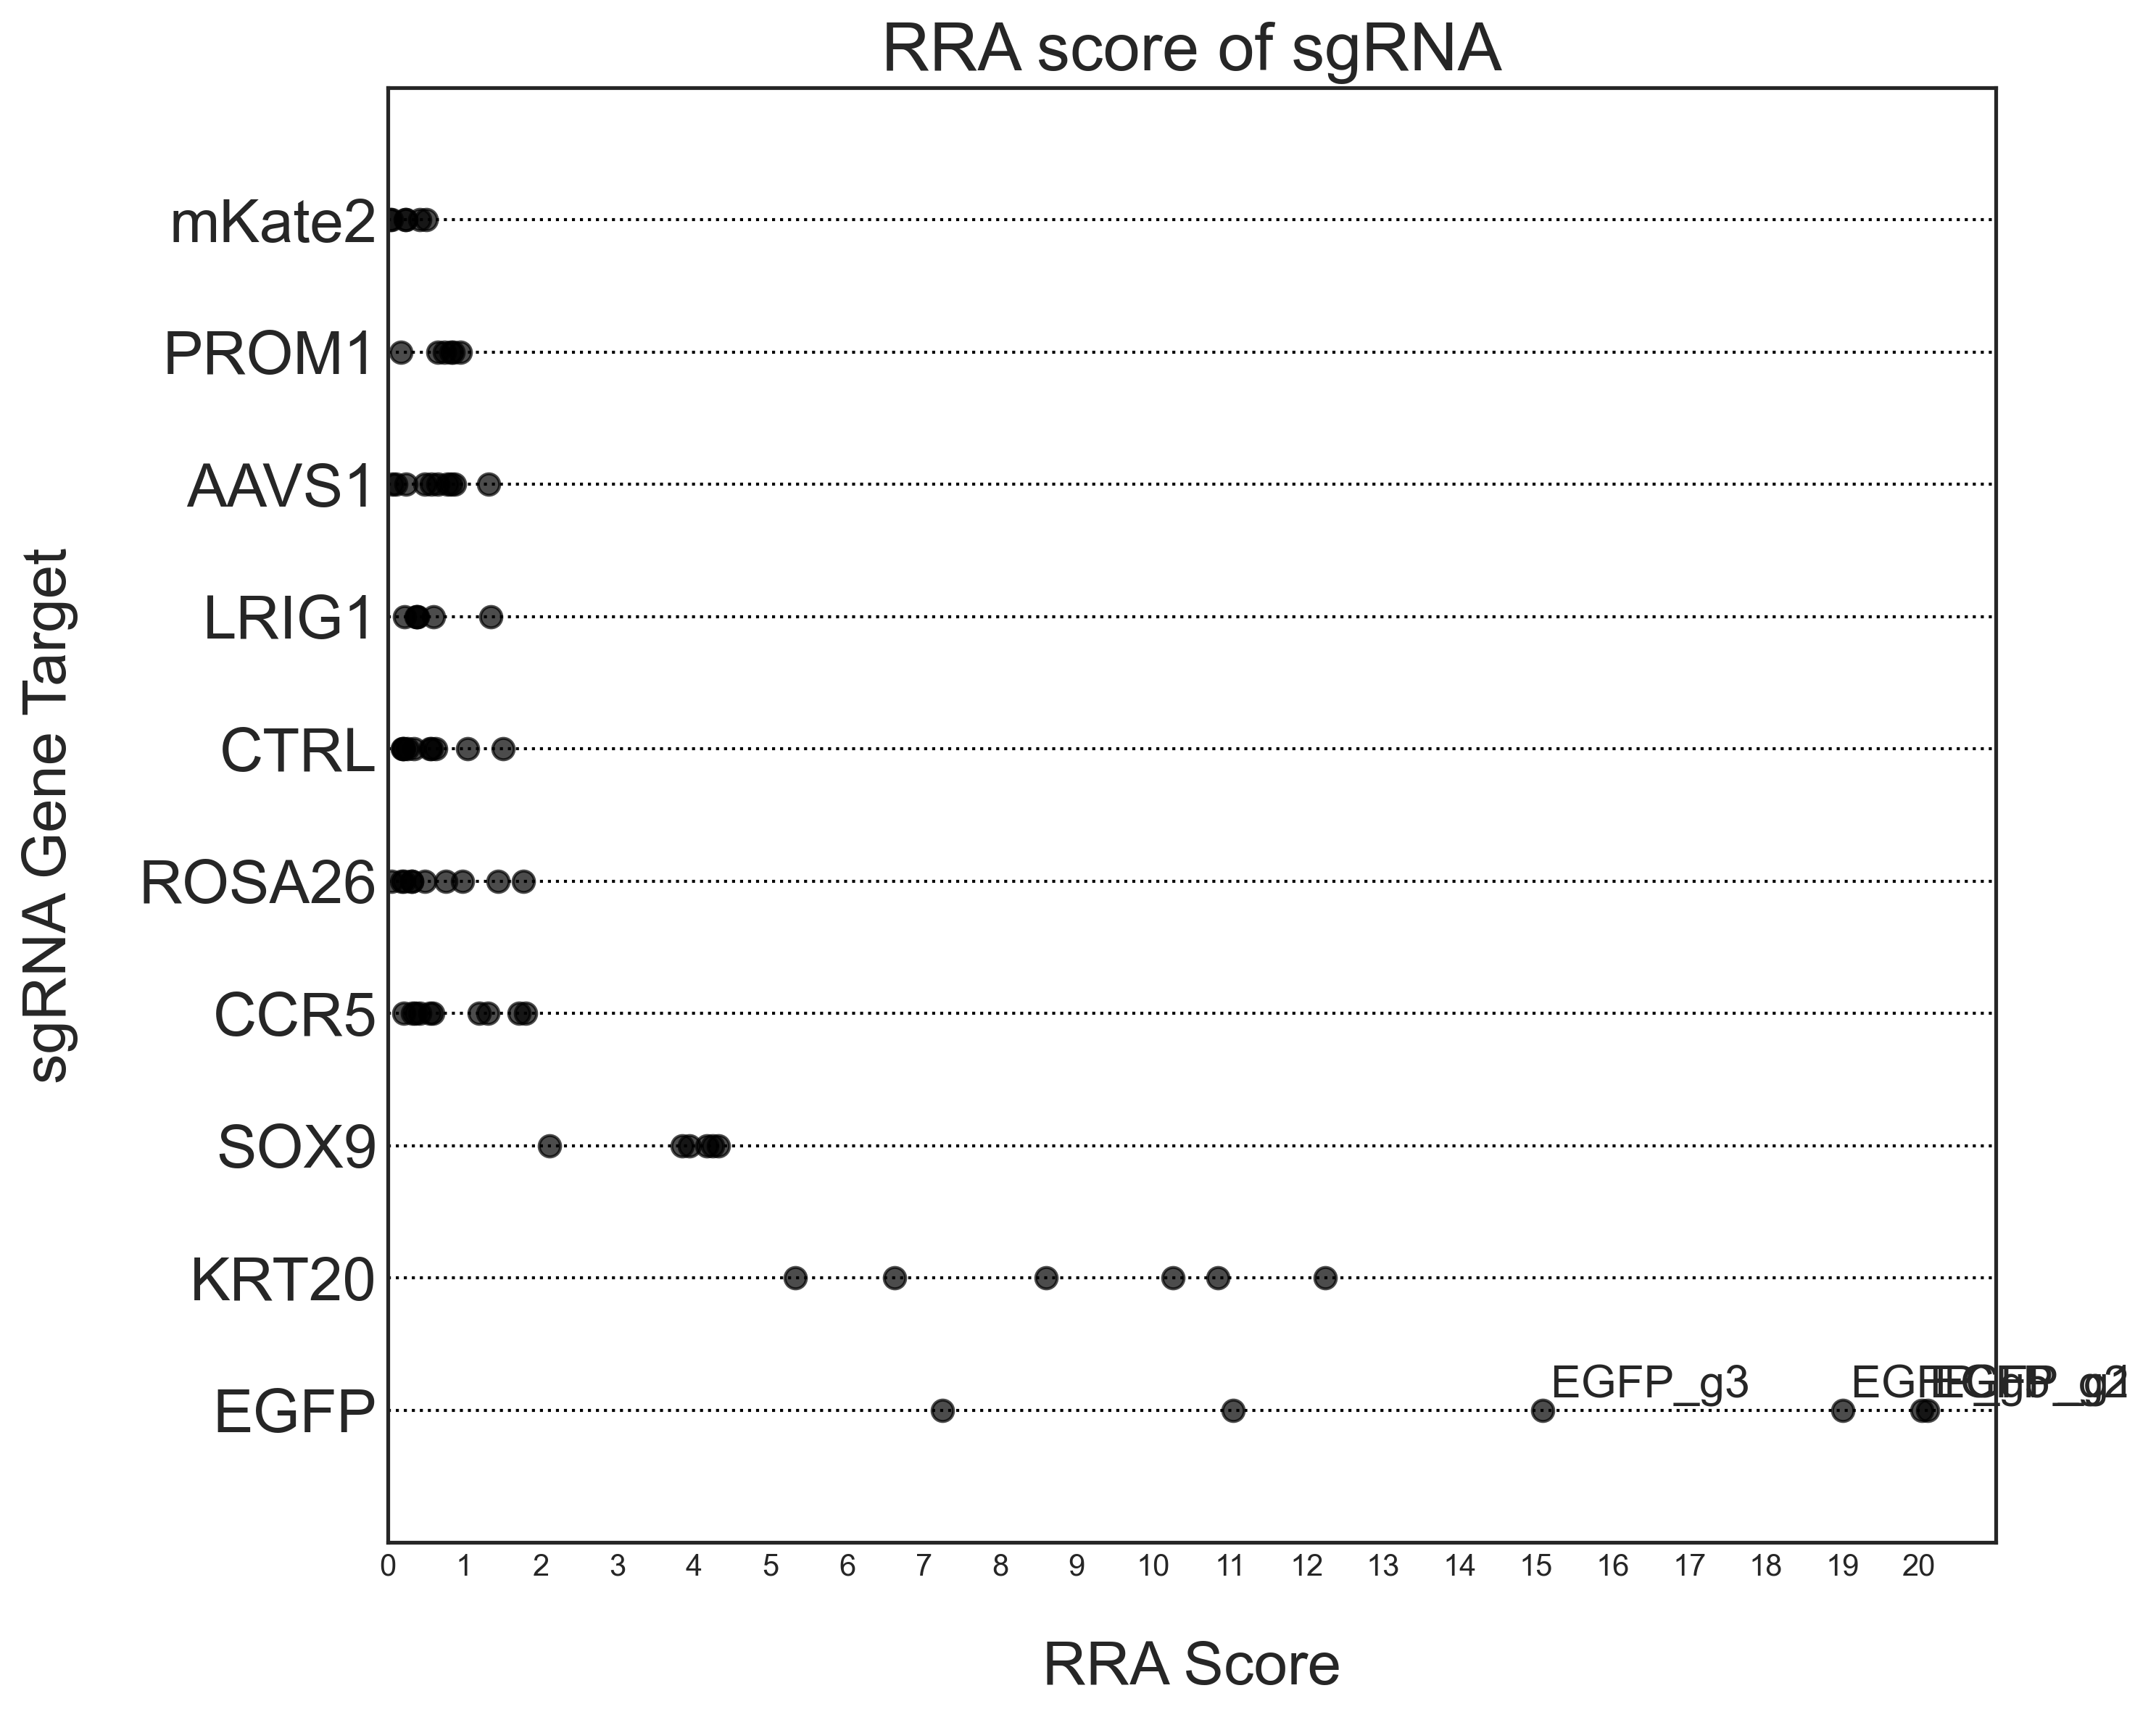 RRA score of sgRNA
sgRNA Gene Target
mKate2
PROM1
AAVS1
LRIG1
CTRL
ROSA26
CCR5
SOX9
KRT20
EGFP
EGFP_g3
0 1 2 3 4 5 6 7 8 9 10 11 12 13 14 15 16 17 18 19 20
RRA Score